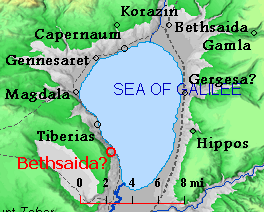 Korazin
Capernaum
Bethsaida
Gamla
Gennesaret
Gergesa?
SEA OF GALILEE
Magdala
Tiberias
Hippos
Bethsaida?
0 2 4 6 8 mi